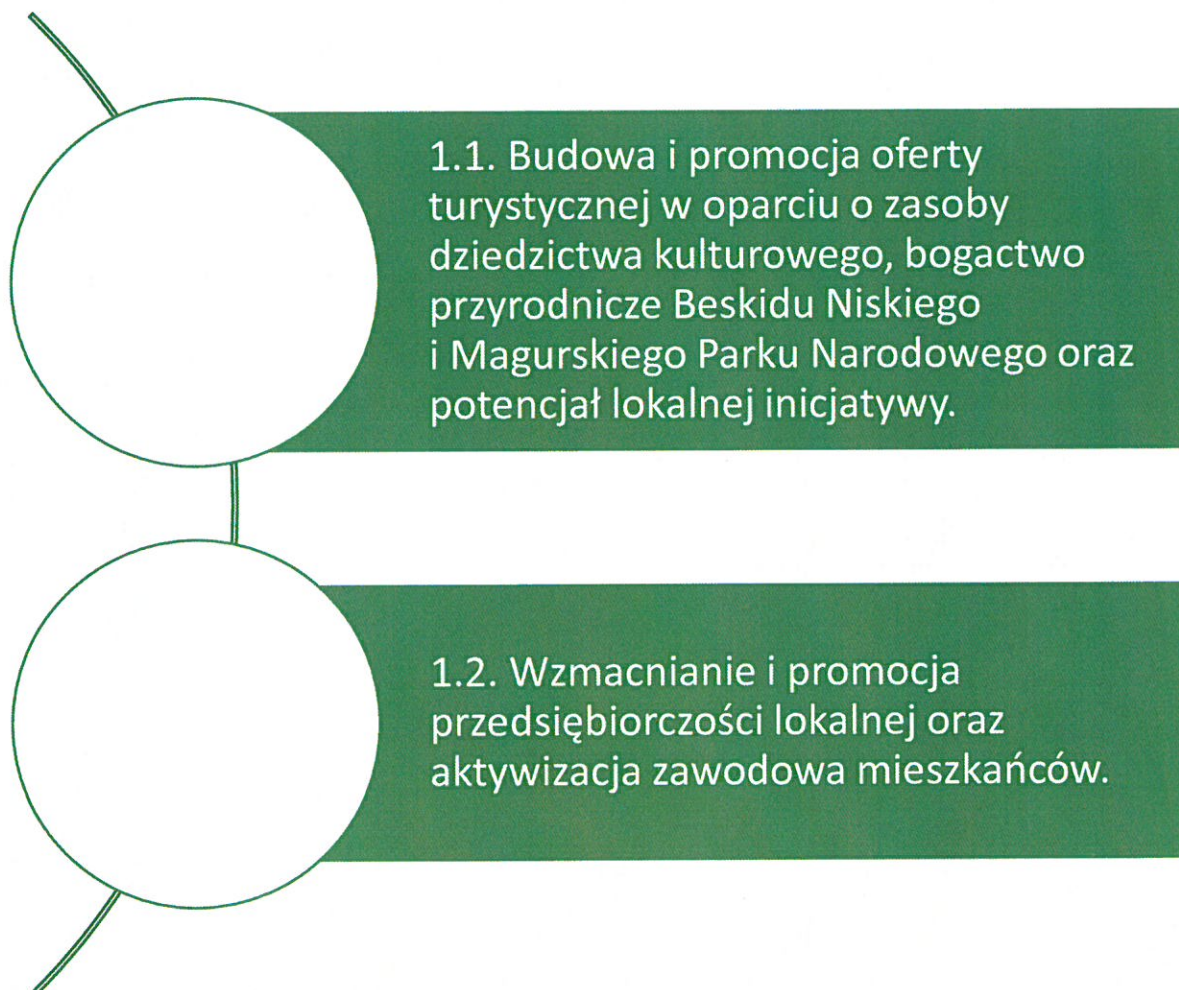 1.1. Budowa i promocja oferty
turystycznej w oparciu o zasoby
dziedzictwa kulturowego, bogactwo
przyrodnicze Beskidu Niskiego
i Magurskiego Parku Narodowego oraz
potencjał lokalnej inicjatywy.
1.2. Wzmacnianie i promocja
przedsiębiorczości lokalnej oraz
aktywizacja zawodowa mieszkańców.